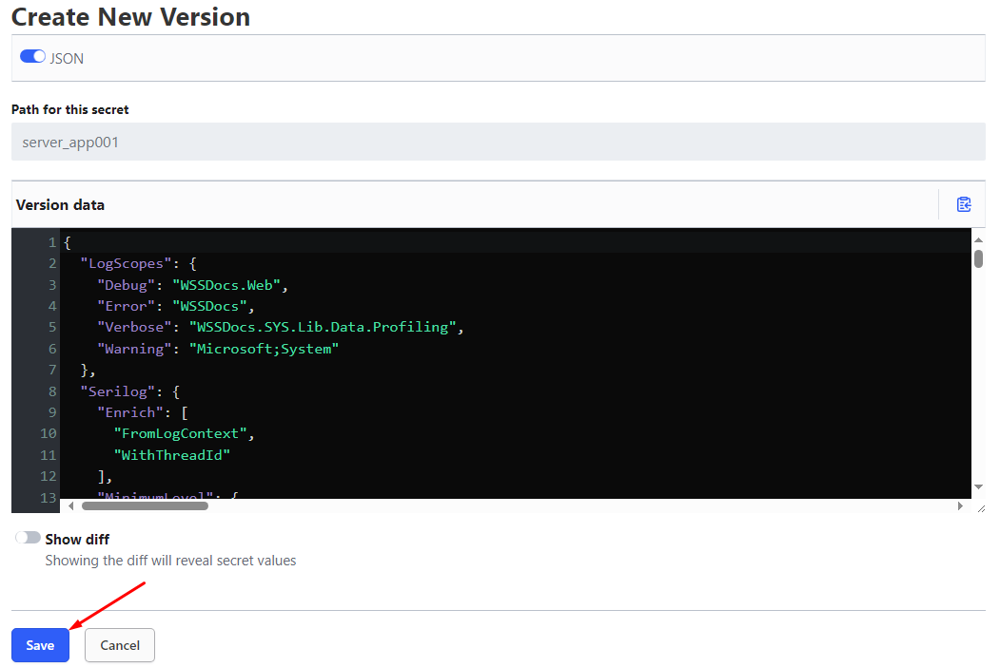 Create New Version
JSON
Path for this secret
server_app001
Version data
1 {
2 "LogScopes": {
3 "Debug": "WSSDocs.Web",
4 "Error": "WSSDocs",
5 "Verbose": "WSSDocs.SYS.Lib.Data.Profiling",
6 "Warning": "Microsoft;System"
7 },
8 "Serilog": {
9 "Enrich": [
10 "FromLogContext",
11 "WithThreadId"
12 ],
13 "MinimumLevel": {
Show diff
Showing the diff will reveal secret values
Save Cancel